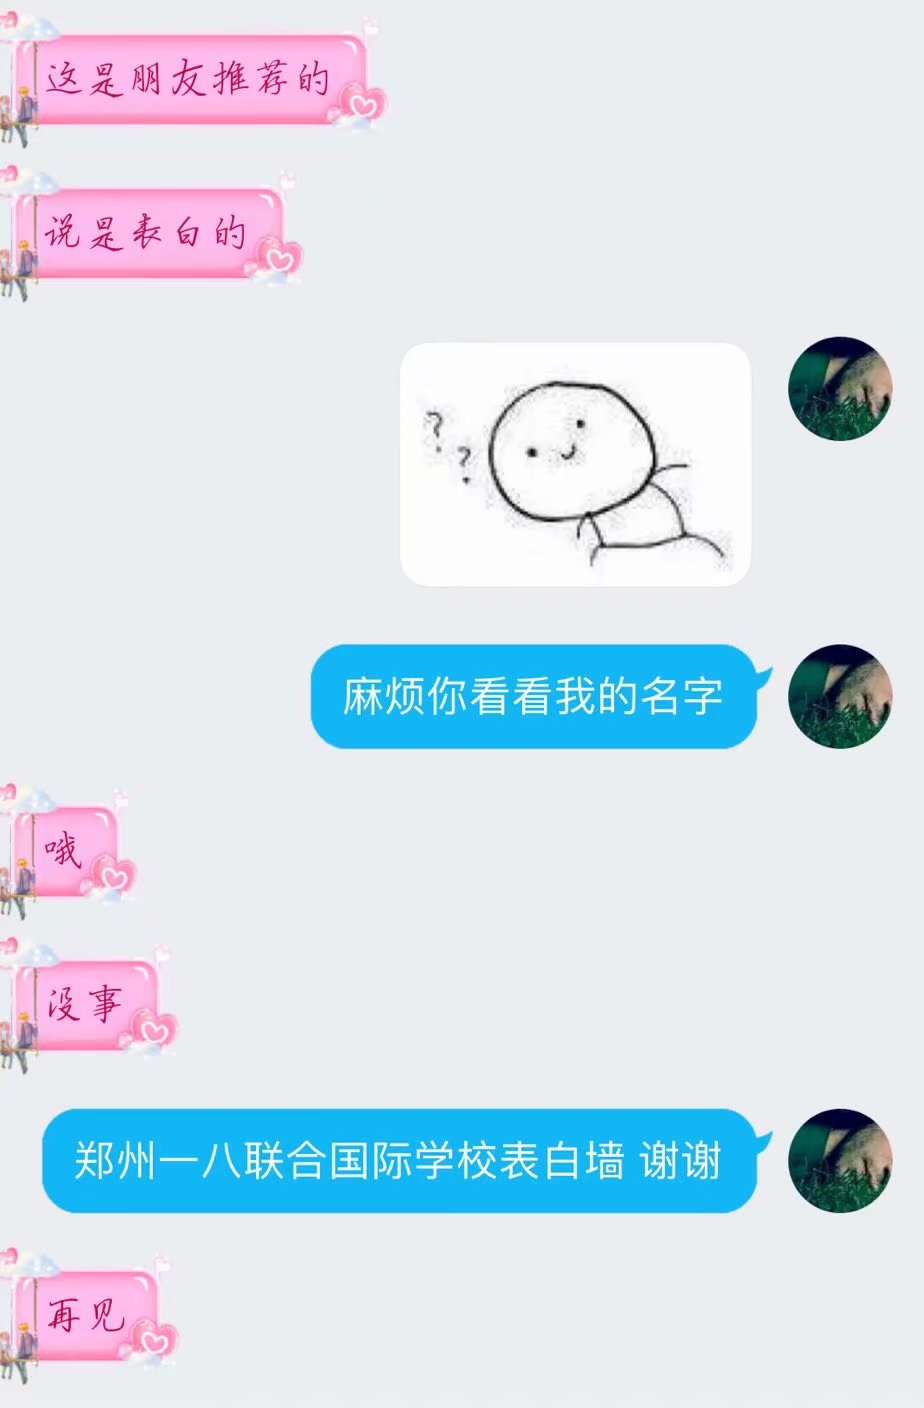 这是朋友推荐的
说是表白的
? ?
麻烦你看看我的名字
哦
没事
郑州一八联合国际学校表白墙 谢谢
再见